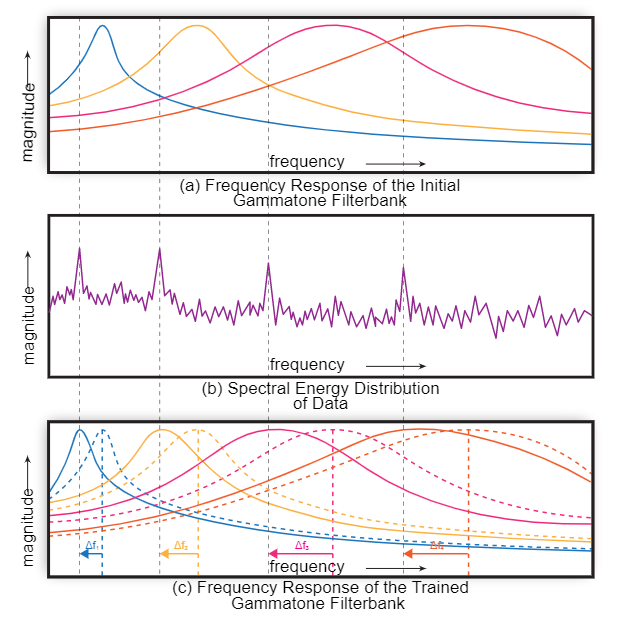 magnitude
frequency
(a) Frequency Response of the Initial
Gammatone Filterbank
magnitude
frequency
(b) Spectral Energy Distribution
of Data
magnitude
Δf₁
Δf₂
Δf₃
Δf₄
frequency
(c) Frequency Response of the Trained
Gammatone Filterbank